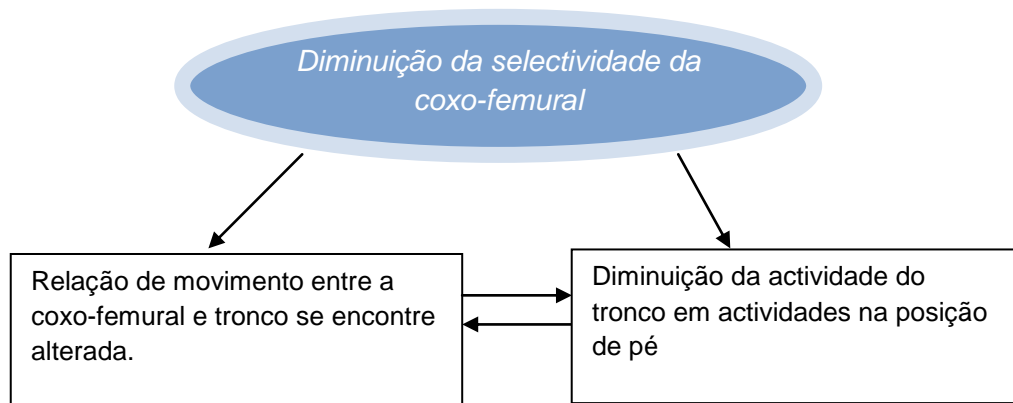 Diminuição da selectividade da
coxo-femural
Relação de movimento entre a
coxo-femural e tronco se encontre
alterada.
Diminuição da actividade do
tronco em actividades na posição
de pé